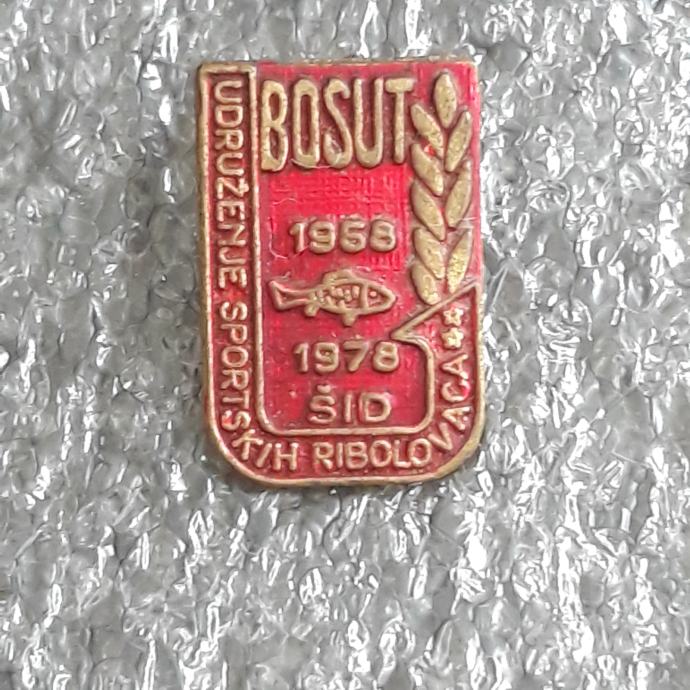 BOSUT
1958
1978
ŠID
UDRUŽENJE SPORTSKIH RIBOLOVACA